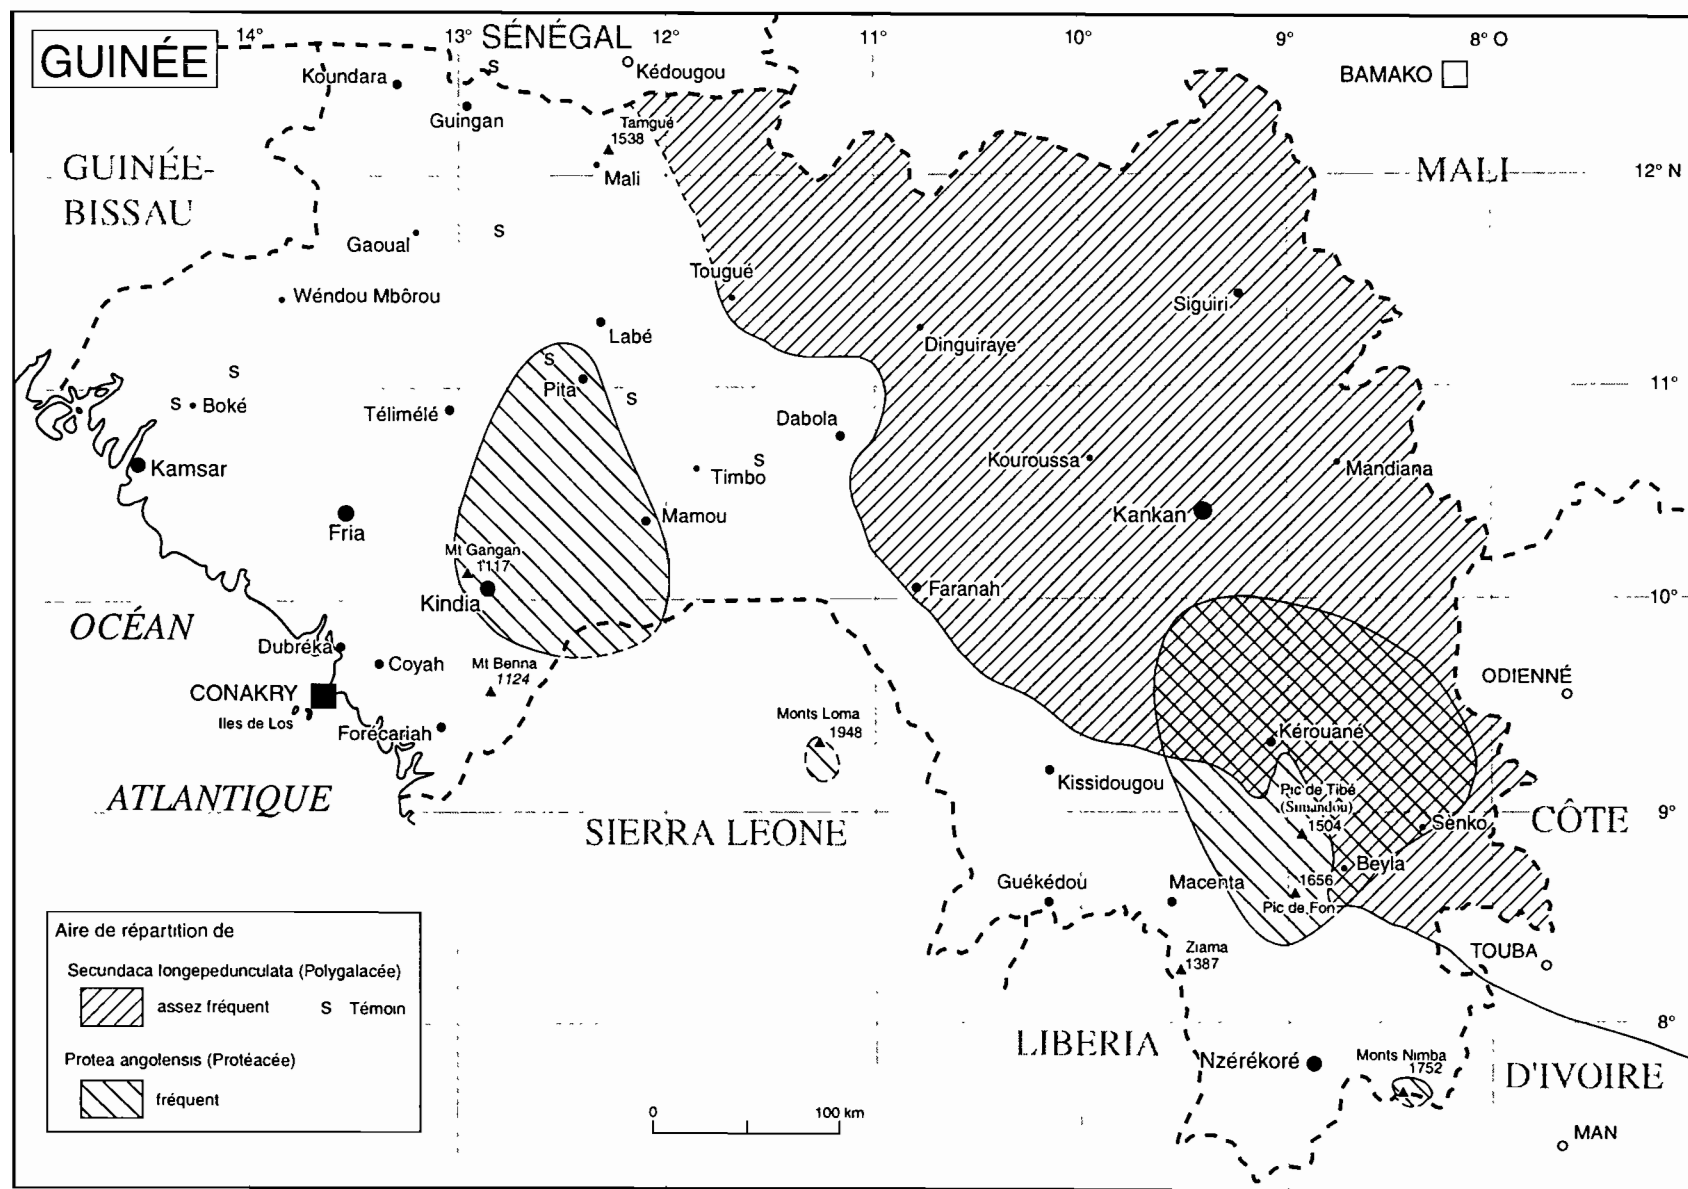 GUINÉE
14°
13°
SÉNÉGAL
12°
11°
10°
9°
8° O
Koundara
S
Kédougou
BAMAKO
Guingan
Tamgué
1538
GUINÉE-
BISSAU
Mali
MALI
12° N
Gaoual
S
Tougué
Wéndou Mbôrou
Siguiri
Labé
Dinguiraye
S
S
Pita
11°
S
Boké
Télimélé
S
Dabola
Kamsar
Timbo
S
Kouroussa
Mandiana
Fria
Mamou
Kankan
Mt Gangan
1117
Kindia
Faranah
10°
OCÉAN
Dubréka
Coyah
Mt Benna
1124
ODIENNÉ
CONAKRY
Iles de Los
Forécariah
Monts Loma
1948
Kérouané
Kissidougou
Pic de Tibé
(Simandou)
1504
ATLANTIQUE
SIERRA LEONE
Senko
CÔTE
9°
Beyla
Guékédou
Macenta
1656
Pic de Fon
Ziama
1387
TOUBA
Aire de répartition de
Secundaca longepedunculata (Polygalacée)
assez fréquent S Témoin
Protea angolensis (Protéacée)
fréquent
8°
LIBERIA
Nzérékoré
Monts Nimba
1752
D'IVOIRE
0 100 km
MAN